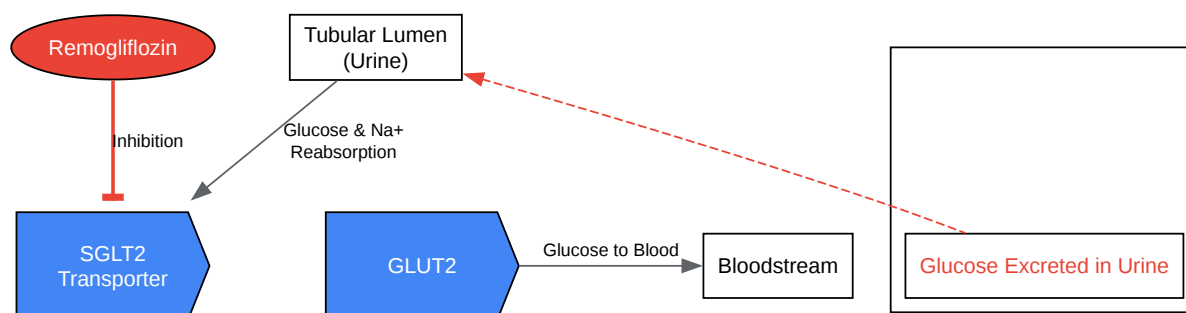 Remogliflozin
Tubular Lumen
(Urine)
Inhibition
Glucose & Na+
Reabsorption
SGLT2
Transporter
GLUT2
Glucose to Blood
Bloodstream
Glucose Excreted in Urine